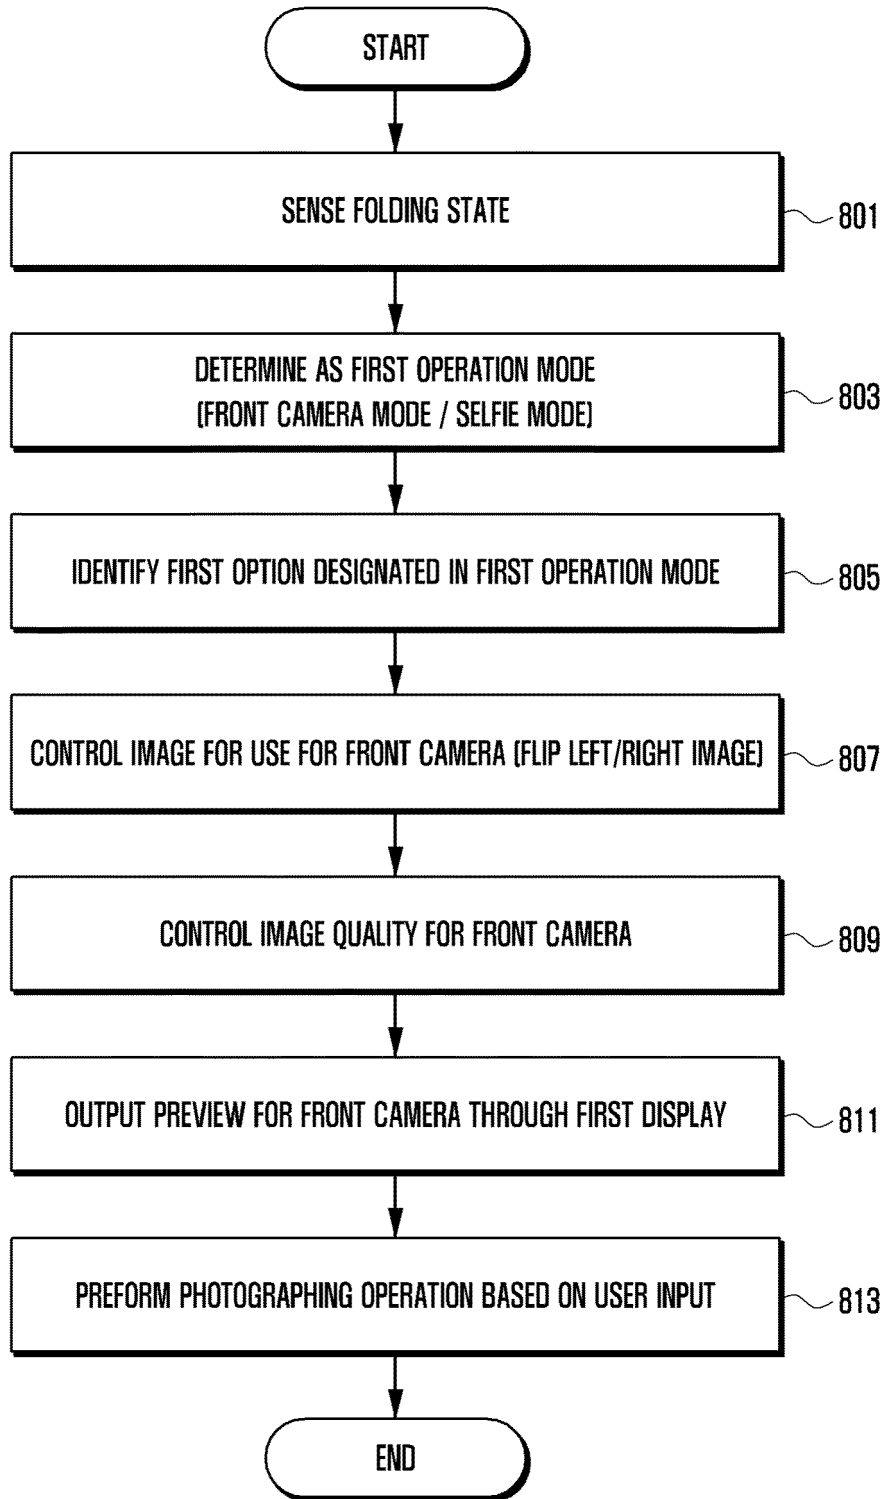 START
SENSE FOLDING STATE
801
DETERMINE AS FIRST OPERATION MODE
(FRONT CAMERA MODE / SELFIE MODE)
803
IDENTIFY FIRST OPTION DESIGNATED IN FIRST OPERATION MODE
805
CONTROL IMAGE FOR USE FOR FRONT CAMERA (FLIP LEFT/RIGHT IMAGE)
807
CONTROL IMAGE QUALITY FOR FRONT CAMERA
809
OUTPUT PREVIEW FOR FRONT CAMERA THROUGH FIRST DISPLAY
811
PREFORM PHOTOGRAPHING OPERATION BASED ON USER INPUT
813
END